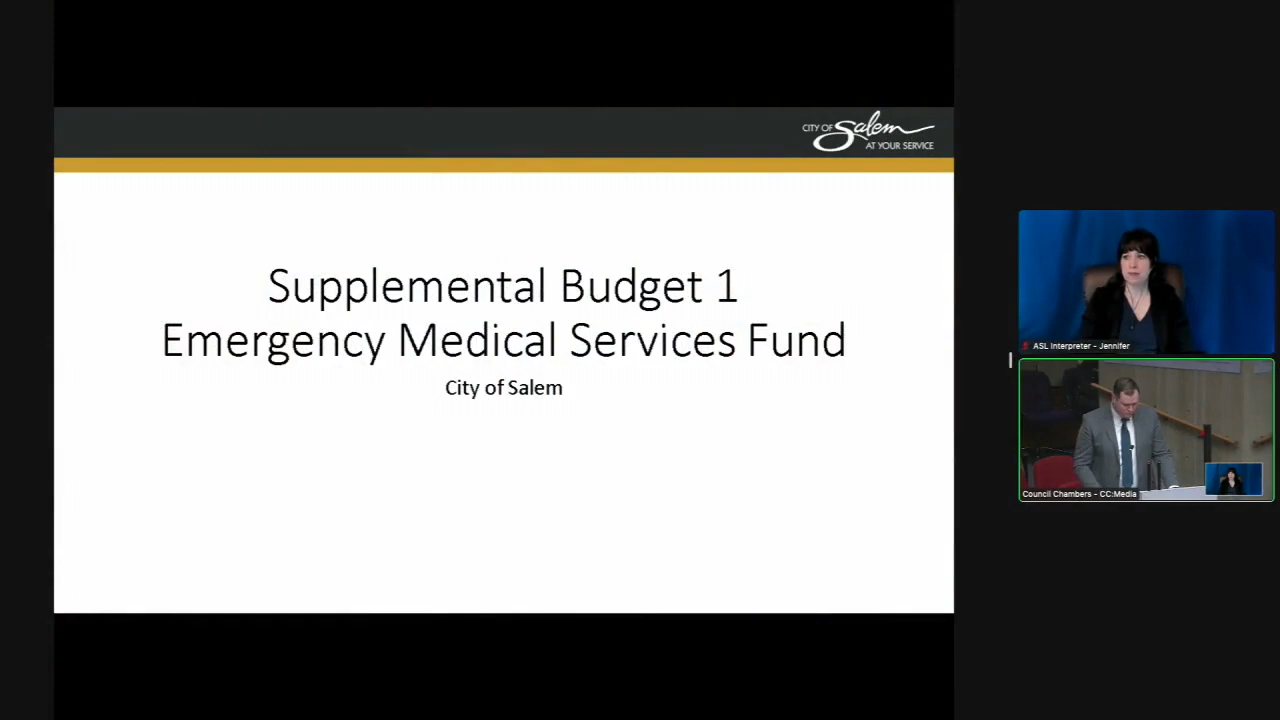 CITY OF Salem
AT YOUR SERVICE
Supplemental Budget 1
Emergency Medical Services Fund
City of Salem
ASL Interpreter - Jennifer
Council Chambers - CC:Media